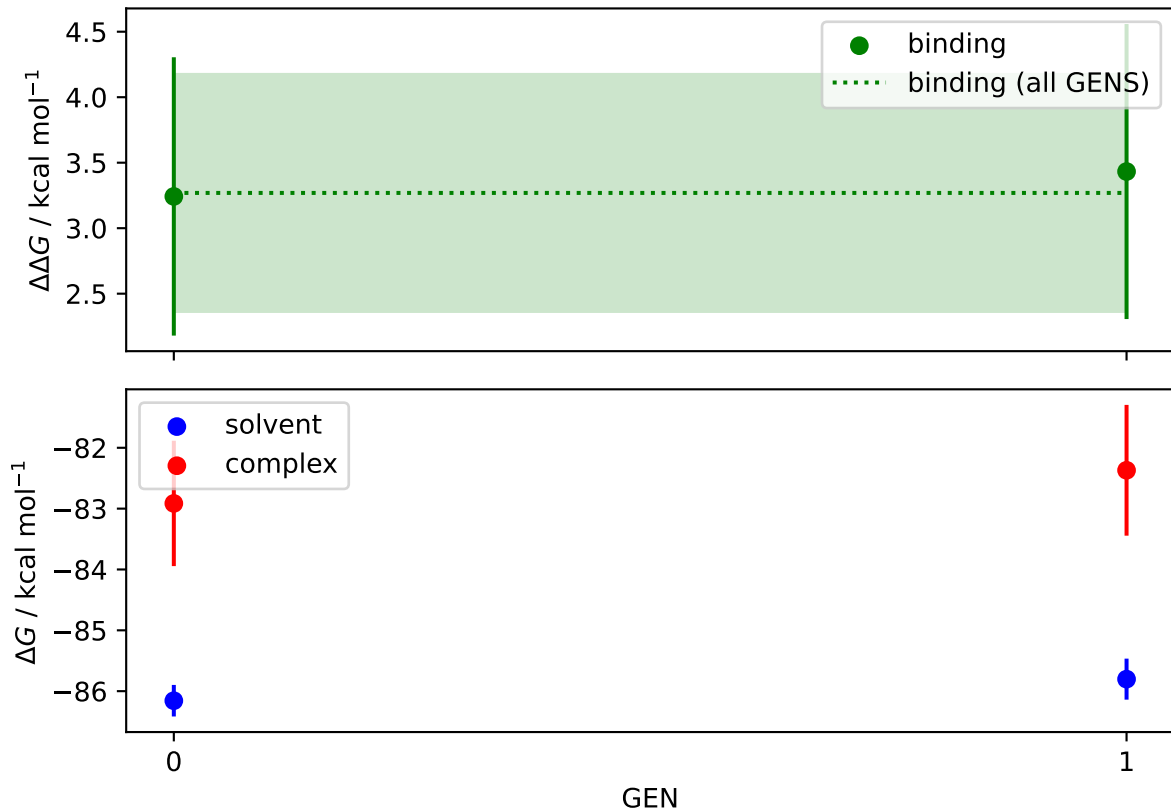 4.5
4.0
3.5
3.0
2.5
ΔΔG / kcal mol⁻¹
binding
binding (all GENS)
−82
−83
−84
−85
−86
ΔG / kcal mol⁻¹
solvent
complex
0
1
GEN